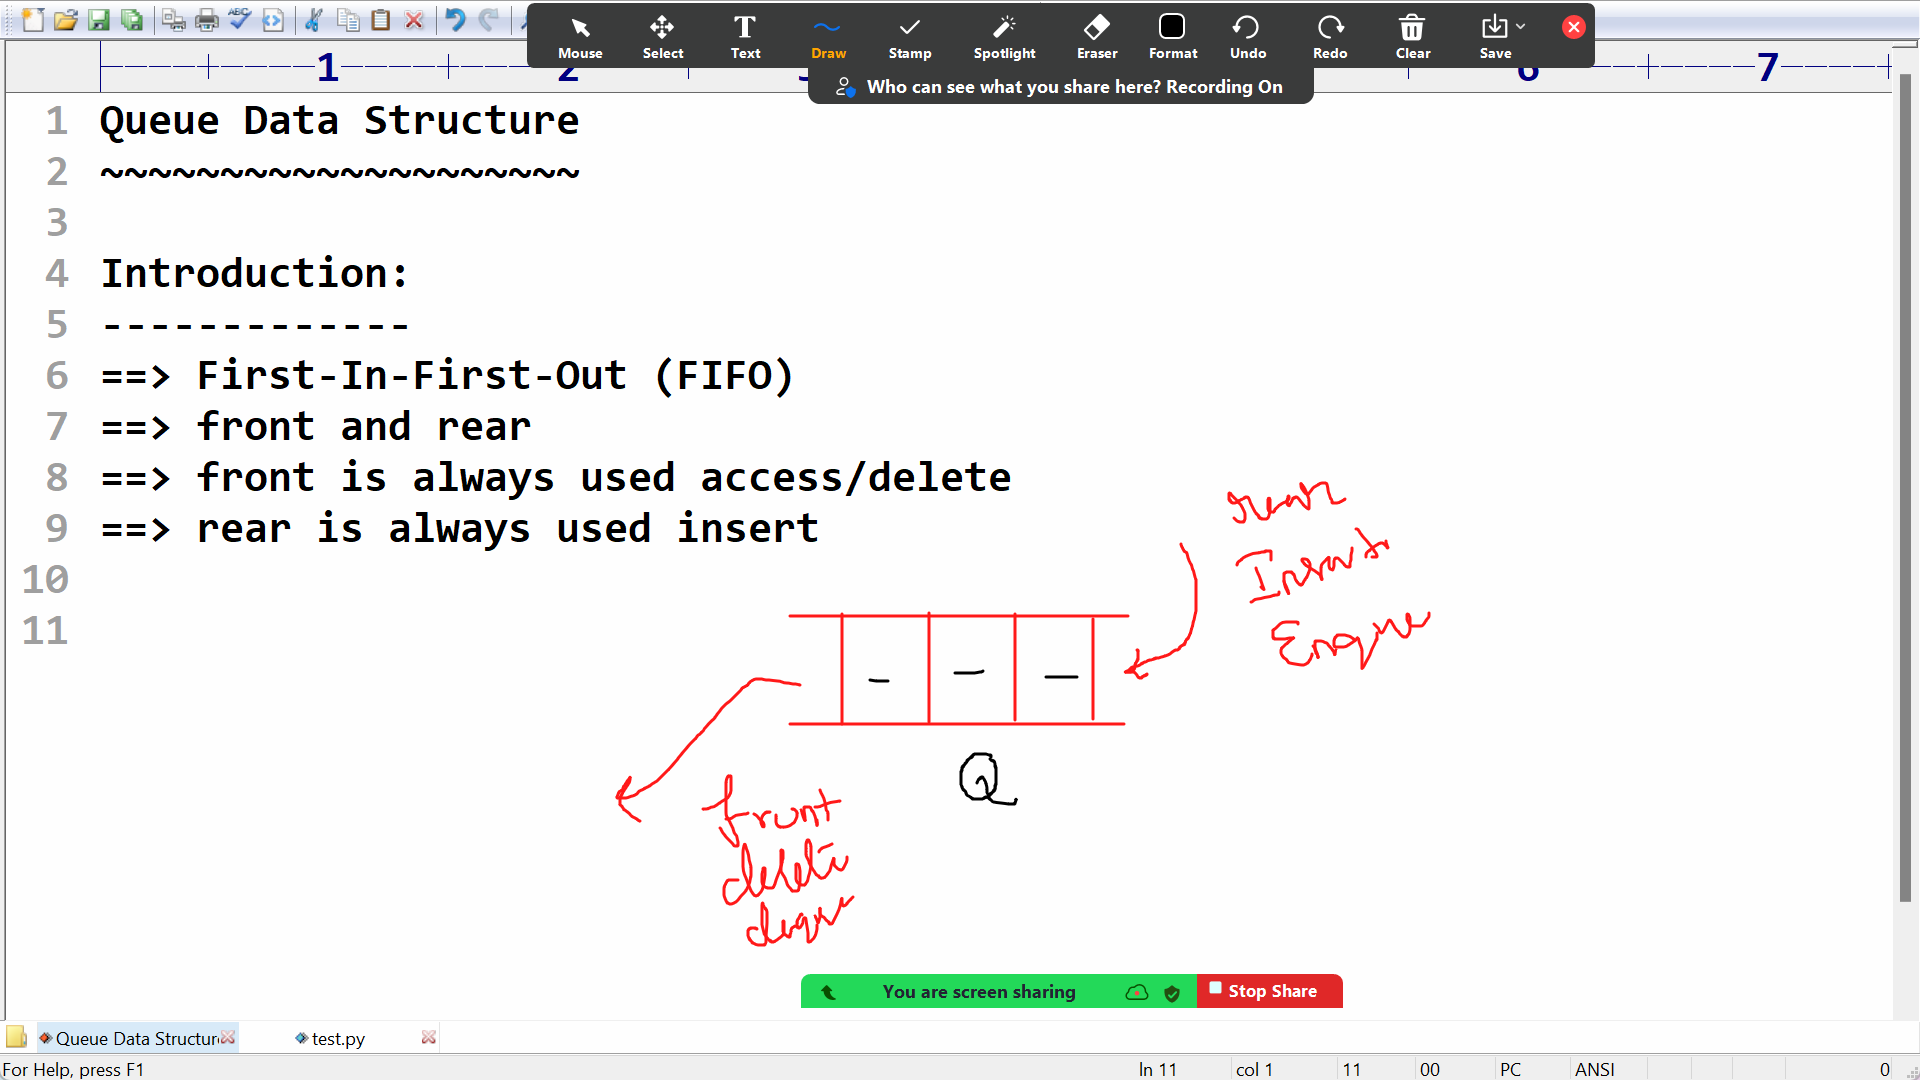 Mouse Select Text Draw Stamp Spotlight Eraser Format Undo Redo Clear Save
Who can see what you share here? Recording On
1 2 6 7
1 Queue Data Structure
2 ~~~~~~~~~~~~~~~~~~~~
3
4 Introduction:
5 -------------
6 ==> First-In-First-Out (FIFO)
7 ==> front and rear
8 ==> front is always used access/delete
9 ==> rear is always used insert
10
11
rear
Insert
Enque
Q
front
delete
deque
You are screen sharing Stop Share
Queue Data Structur test.py
For Help, press F1 ln 11 col 1 11 00 PC ANSI 0